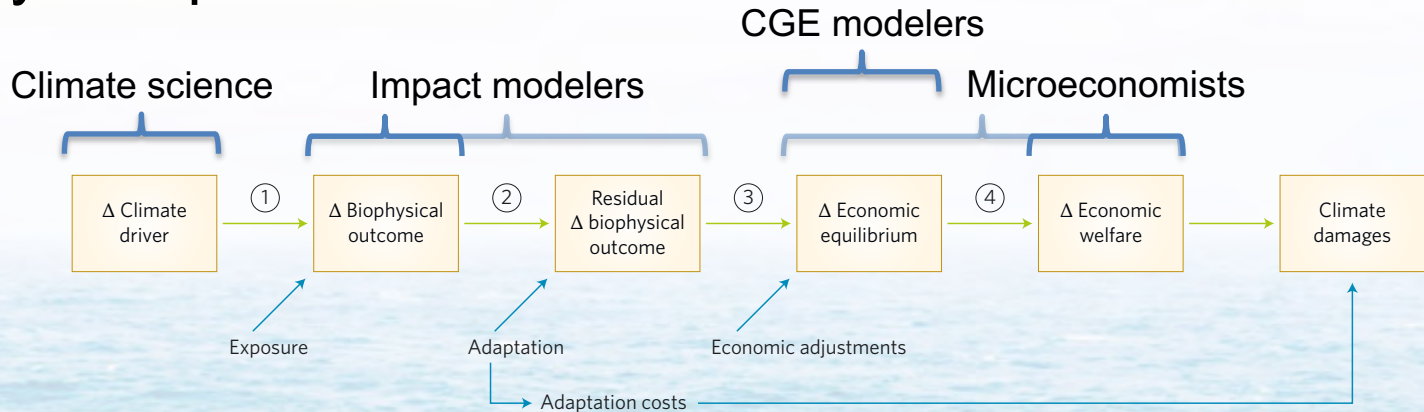 CGE modelers
Climate science
Impact modelers
Microeconomists
Δ Climate
driver
①
Δ Biophysical
outcome
②
Residual
Δ biophysical
outcome
③
Δ Economic
equilibrium
④
Δ Economic
welfare
Climate
damages
Exposure
Adaptation
Economic adjustments
Adaptation costs